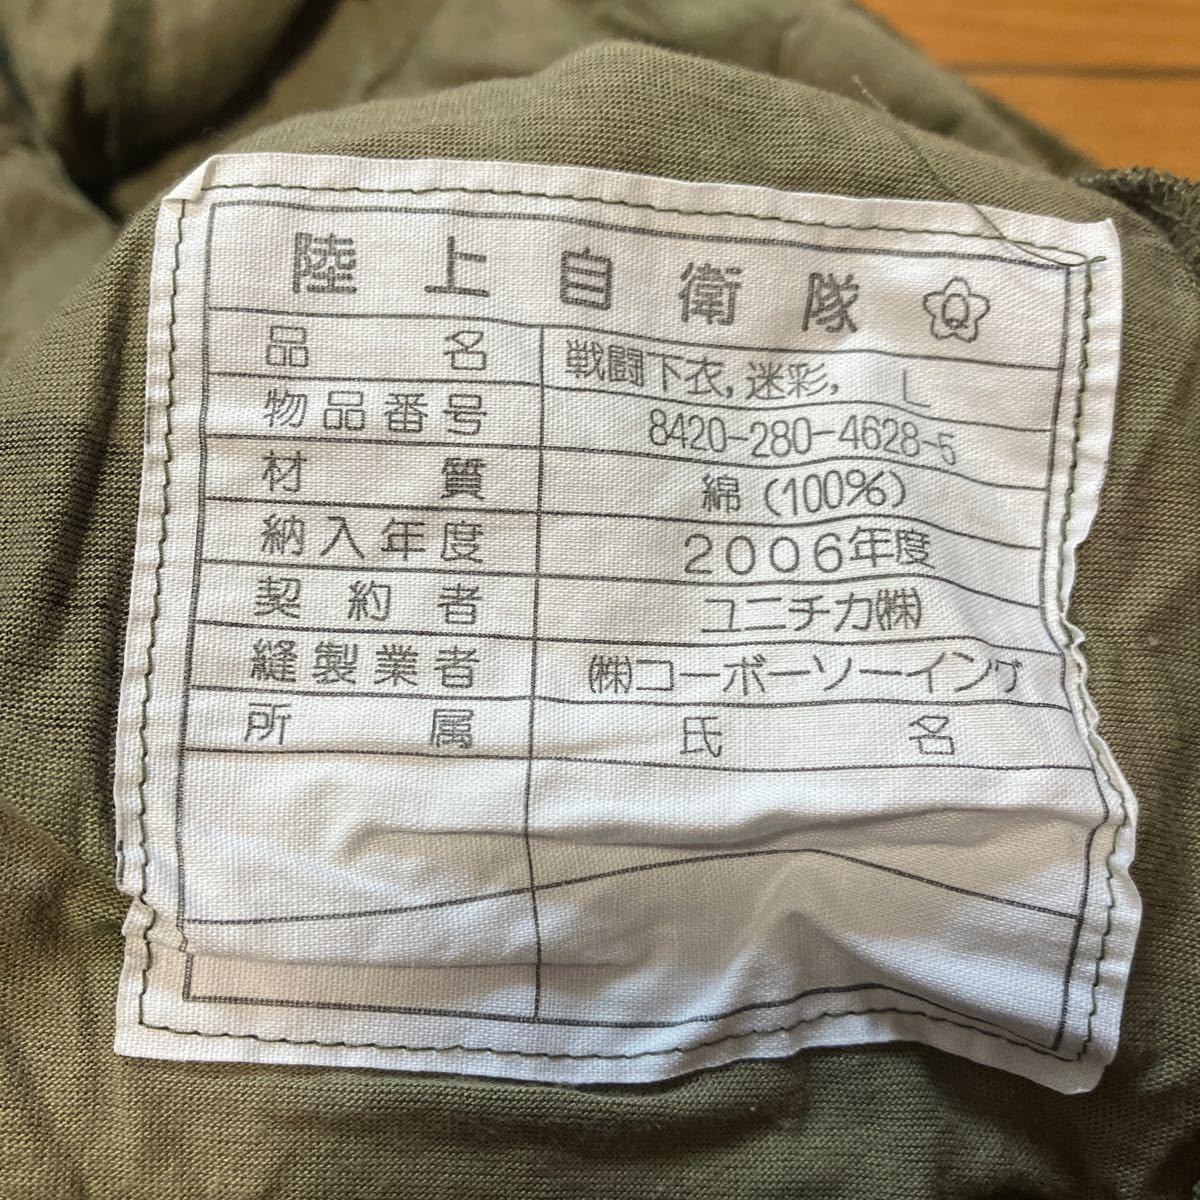 陸上自衛隊 Q
品名 戦闘下衣,迷彩, L
物品番号 8420-280-4628-5
材質 綿(100%)
納入年度 2006年度
契約者 ユニチカ㈱
縫製業者 ㈱コーボーソーイング
所属 氏名